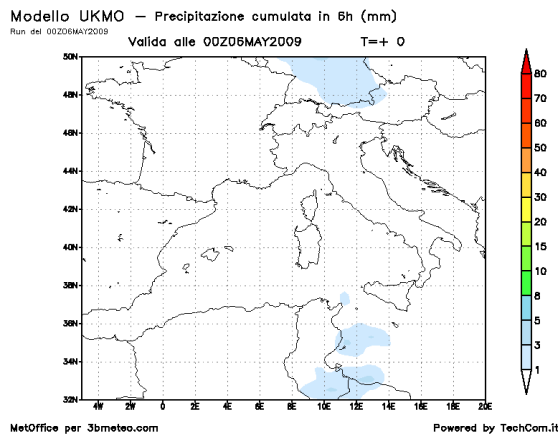 Modello UKMO – Precipitazione cumulata in 6h (mm)
Run del 00Z06MAY2009
Valida alle 00Z06MAY2009 T=+ 0
50N
48N
46N
44N
42N
40N
38N
36N
34N
32N
4W 2W 0 2E 4E 6E 8E 10E 12E 14E 16E 18E 20E
80
70
60
50
40
30
20
15
10
8
5
3
1
MetOffice per 3bmeteo.com Powered by TechCom.it